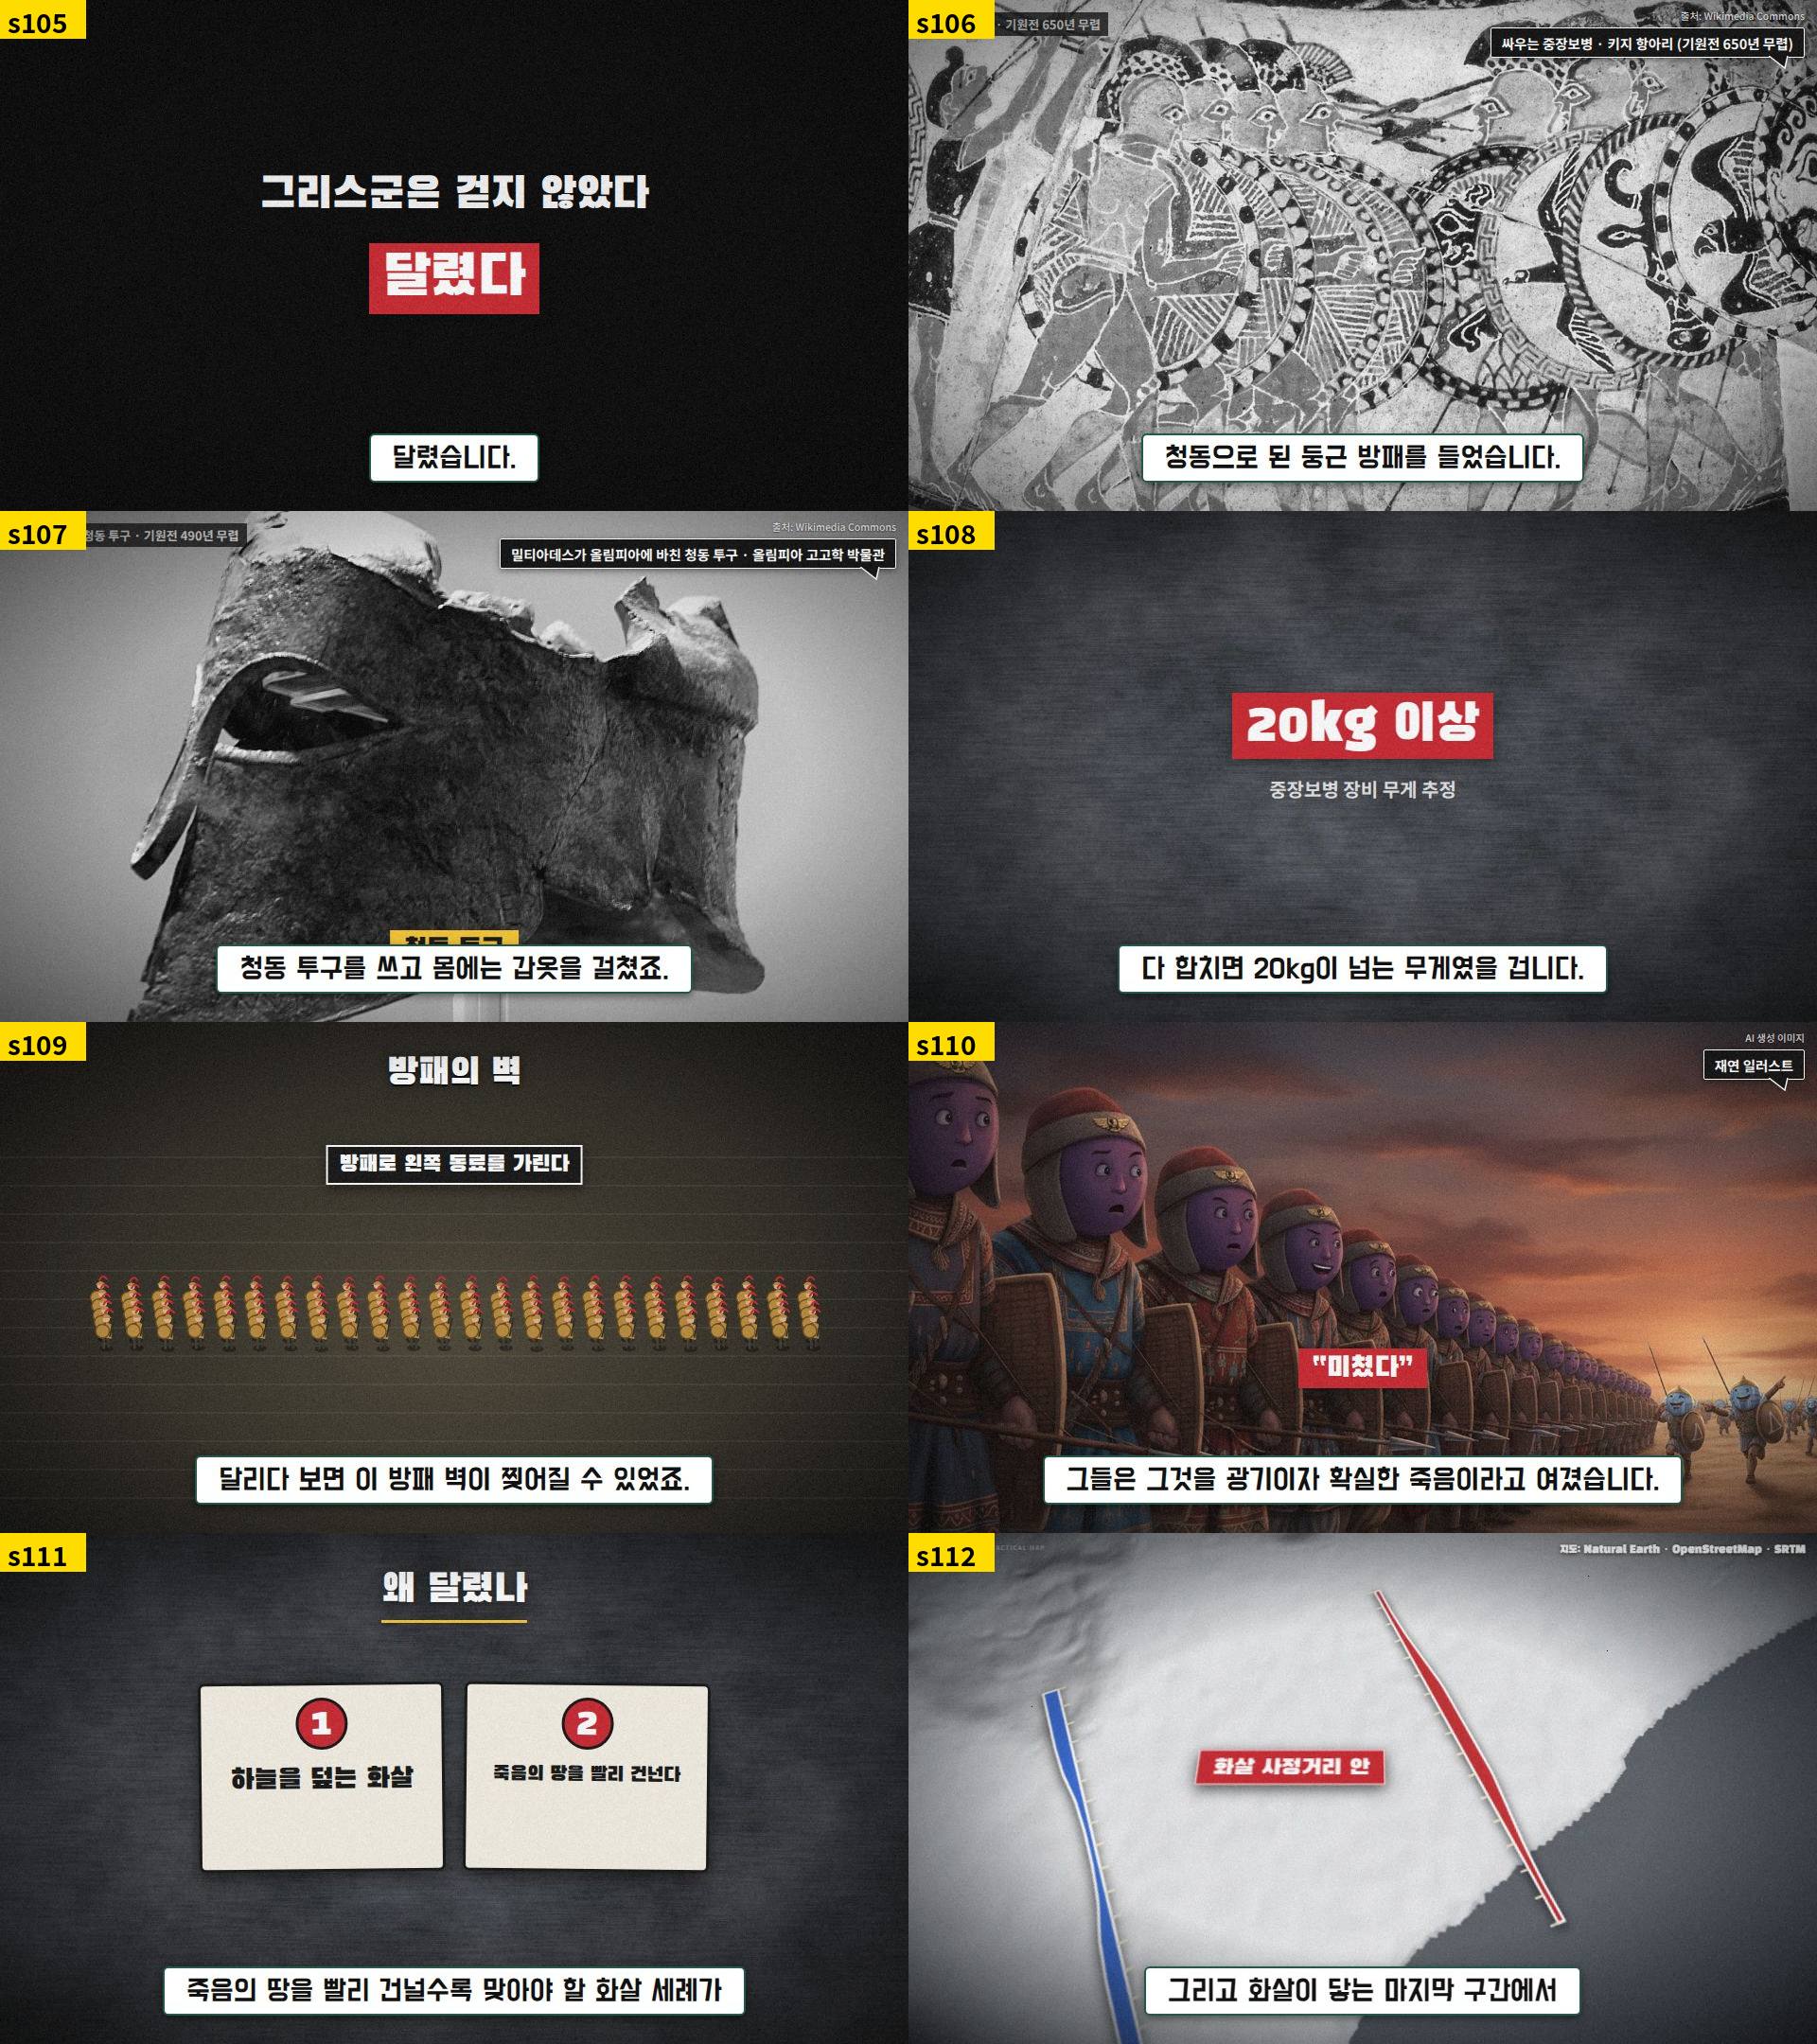 s105
그리스군은 걷지 않았다
달렸다
달렸습니다.
s106
· 기원전 650년 무렵
출처: Wikimedia Commons
싸우는 중장보병 · 키지 항아리 (기원전 650년 무렵)
청동으로 된 둥근 방패를 들었습니다.
s107
청동 투구 · 기원전 490년 무렵
출처: Wikimedia Commons
밀티아데스가 올림피아에 바친 청동 투구 · 올림피아 고고학 박물관
청동 투구를 쓰고 몸에는 갑옷을 걸쳤죠.
s108
20kg 이상
중장보병 장비 무게 추정
다 합치면 20kg이 넘는 무게였을 겁니다.
s109
방패의 벽
방패로 왼쪽 동료를 가린다
달리다 보면 이 방패 벽이 찢어질 수 있었죠.
s110
AI 생성 이미지
재연 일러스트
"미쳤다"
그들은 그것을 광기이자 확실한 죽음이라고 여겼습니다.
s111
왜 달렸나
1
하늘을 덮는 화살
2
죽음의 땅을 빨리 건넌다
죽음의 땅을 빨리 건널수록 맞아야 할 화살 세례가
s112
지도: Natural Earth · OpenStreetMap · SRTM
화살 사정거리 안
그리고 화살이 닿는 마지막 구간에서